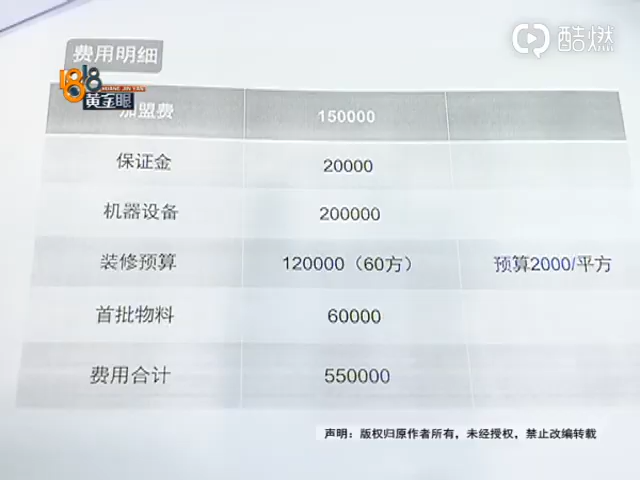 酷燃
费用明细
1818
HUANG JIN YAN
黄金眼
加盟费 150000
保证金 20000
机器设备 200000
装修预算 120000（60方） 预算2000/平方
首批物料 60000
费用合计 550000
声明：版权归原作者所有，未经授权，禁止改编转载